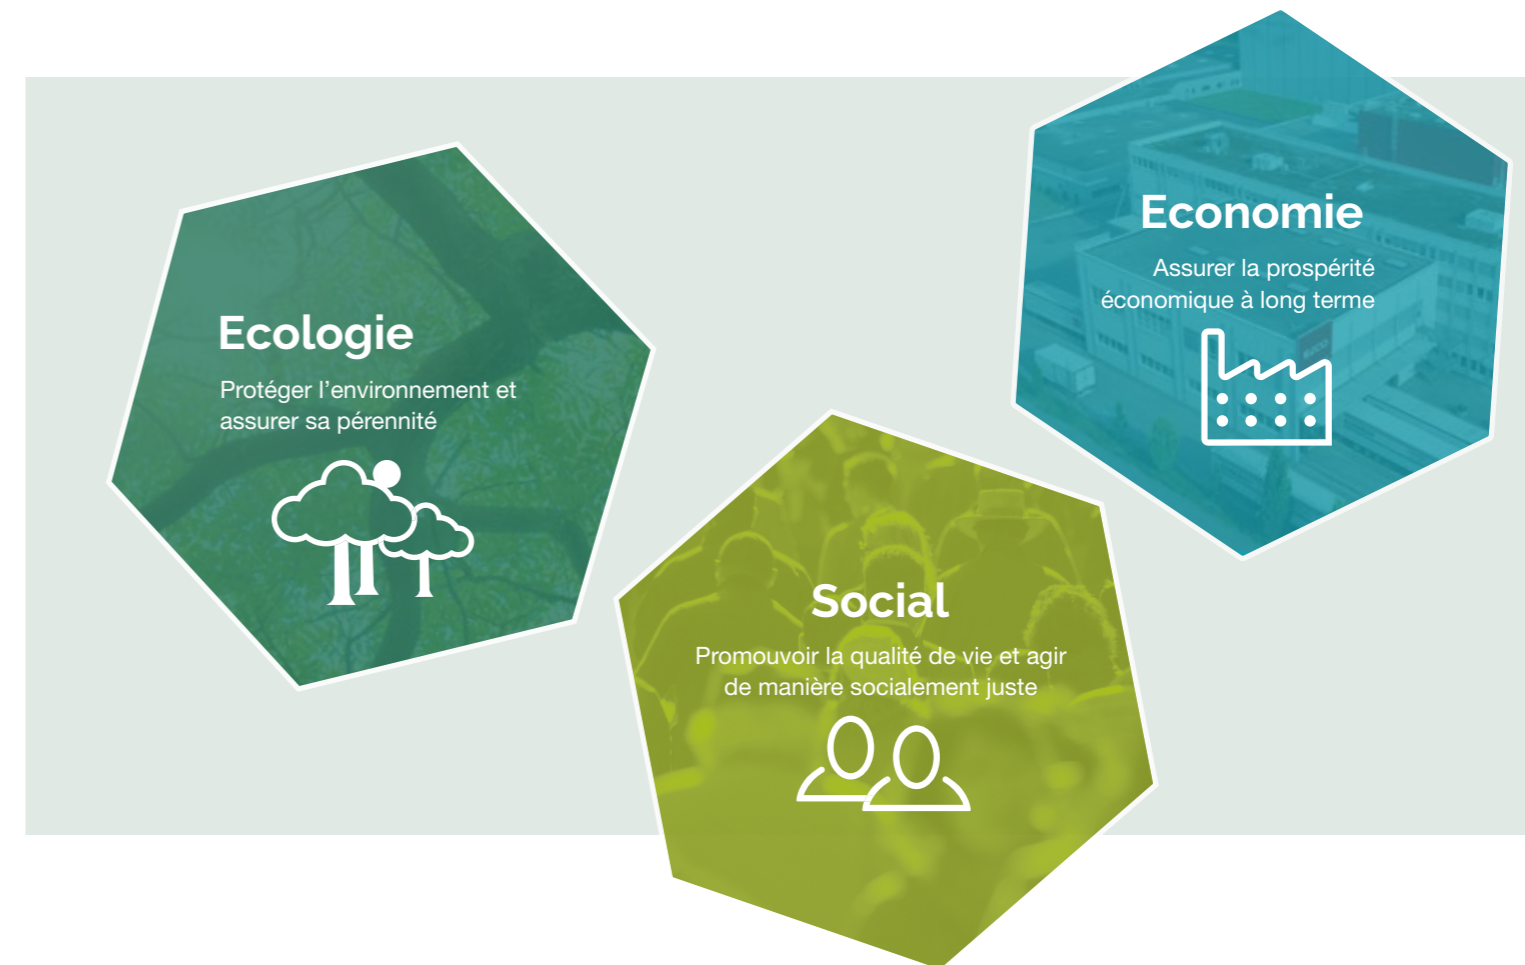 Ecologie
Protéger l’environnement et
assurer sa pérennité
Economie
Assurer la prospérité
économique à long terme
Social
Promouvoir la qualité de vie et agir
de manière socialement juste